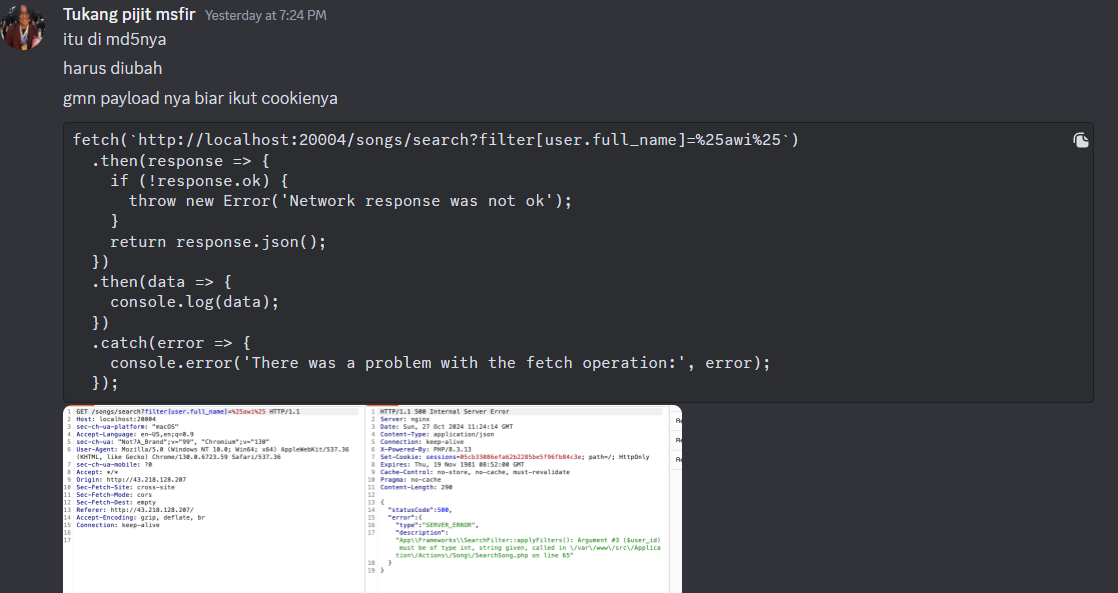 Tukang pijit msfir Yesterday at 7:24 PM
itu di md5nya
harus diubah
gmn payload nya biar ikut cookienya
fetch(`http://localhost:20004/songs/search?filter[user.full_name]=%25awi%25`)
.then(response => {
if (!response.ok) {
throw new Error('Network response was not ok');
}
return response.json();
})
.then(data => {
console.log(data);
})
.catch(error => {
console.error('There was a problem with the fetch operation:', error);
});
1 GET /songs/search?filter[user.full_name]=%25awi%25 HTTP/1.1
2 Host: localhost:20004
3 sec-ch-ua-platform: "macOS"
4 Accept-Language: en-US,en;q=0.9
5 sec-ch-ua: "Not?A_Brand";v="99", "Chromium";v="130"
6 User-Agent: Mozilla/5.0 (Windows NT 10.0; Win64; x64) AppleWebKit/537.36
(KHTML, like Gecko) Chrome/130.0.6723.59 Safari/537.36
7 sec-ch-ua-mobile: ?0
8 Accept: */*
9 Origin: http://43.218.128.207
10 Sec-Fetch-Site: cross-site
11 Sec-Fetch-Mode: cors
12 Sec-Fetch-Dest: empty
13 Referer: http://43.218.128.207/
14 Accept-Encoding: gzip, deflate, br
15 Connection: keep-alive
16
17
1 HTTP/1.1 500 Internal Server Error
2 Server: nginx
3 Date: Sun, 27 Oct 2024 11:24:14 GMT
4 Content-Type: application/json
5 Connection: keep-alive
6 X-Powered-By: PHP/8.3.13
7 Set-Cookie: sessions=05cb33086efa62b2285be5f96fb84c3e; path=/; HttpOnly
8 Expires: Thu, 19 Nov 1981 08:52:00 GMT
9 Cache-Control: no-store, no-cache, must-revalidate
10 Pragma: no-cache
11 Content-Length: 290
12
13 {
14 "statusCode":500,
15 "error":{
16 "type":"SERVER_ERROR",
17 "description":
"App\\Frameworks\\SearchFilter::applyFilters(): Argument #3 ($user_id)
must be of type int, string given, called in \/var\/www\/src\/Applica
tion\/Actions\/Song\/SearchSong.php on line 65"
18 }
19 }